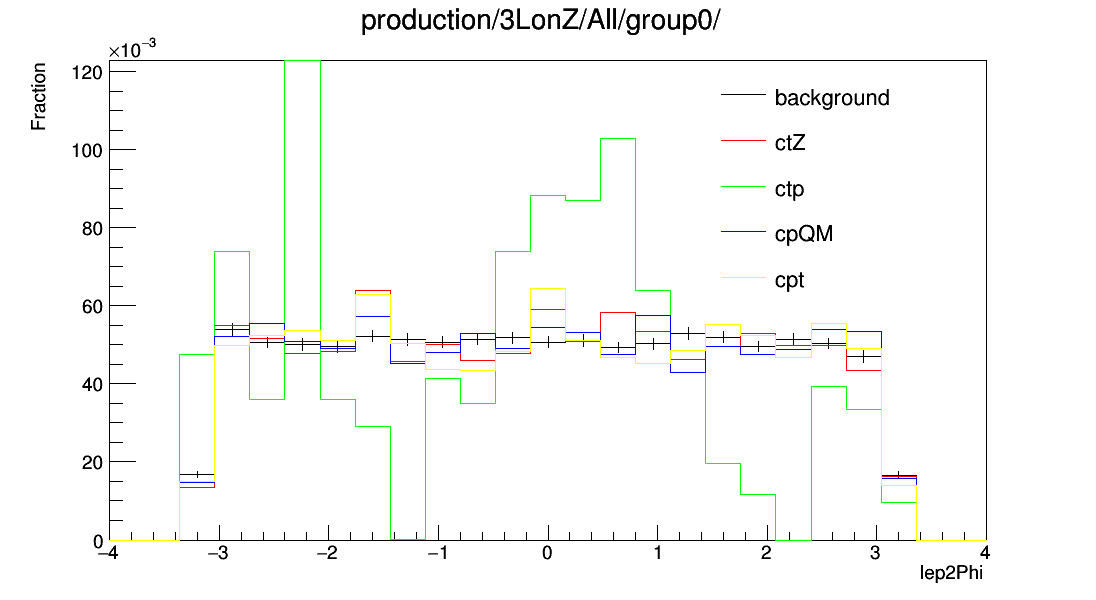 production/3LonZ/All/group0/
×10⁻³
Fraction
120
100
80
60
40
20
0
background
ctZ
ctp
cpQM
cpt
−4 −3 −2 −1 0 1 2 3 4
lep2Phi